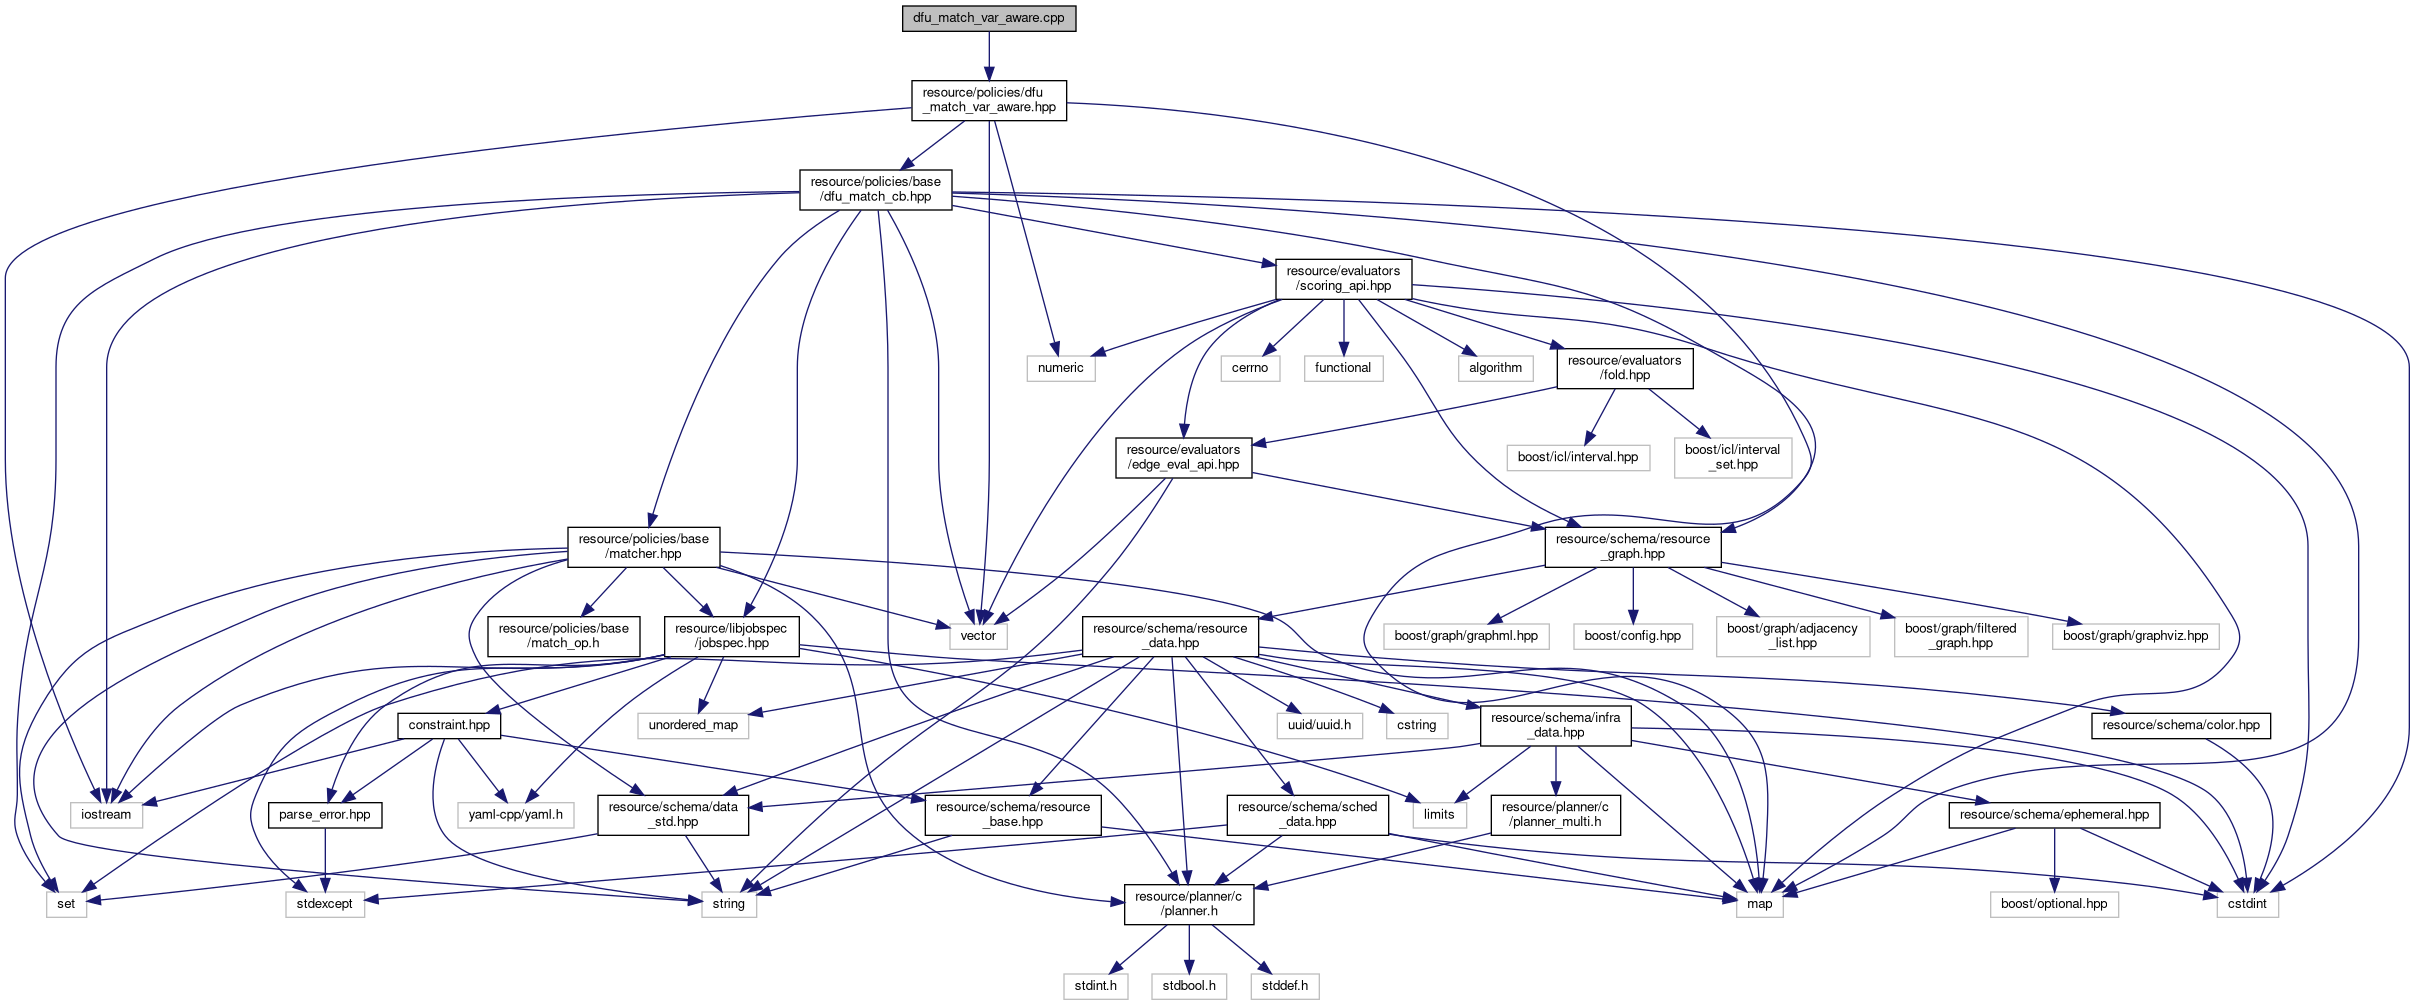 dfu_match_var_aware.cpp
resource/policies/dfu
_match_var_aware.hpp
resource/policies/base
/dfu_match_cb.hpp
resource/evaluators
/scoring_api.hpp
numeric
cerrno
functional
algorithm
resource/evaluators
/fold.hpp
resource/evaluators
/edge_eval_api.hpp
boost/icl/interval.hpp
boost/icl/interval
_set.hpp
resource/policies/base
/matcher.hpp
resource/schema/resource
_graph.hpp
resource/policies/base
/match_op.h
resource/libjobspec
/jobspec.hpp
vector
resource/schema/resource
_data.hpp
boost/graph/graphml.hpp
boost/config.hpp
boost/graph/adjacency
_list.hpp
boost/graph/filtered
_graph.hpp
boost/graph/graphviz.hpp
constraint.hpp
unordered_map
uuid/uuid.h
cstring
resource/schema/infra
_data.hpp
resource/schema/color.hpp
iostream
parse_error.hpp
yaml-cpp/yaml.h
resource/schema/data
_std.hpp
resource/schema/resource
_base.hpp
resource/schema/sched
_data.hpp
limits
resource/planner/c
/planner_multi.h
resource/schema/ephemeral.hpp
set
stdexcept
string
resource/planner/c
/planner.h
map
boost/optional.hpp
cstdint
stdint.h
stdbool.h
stddef.h